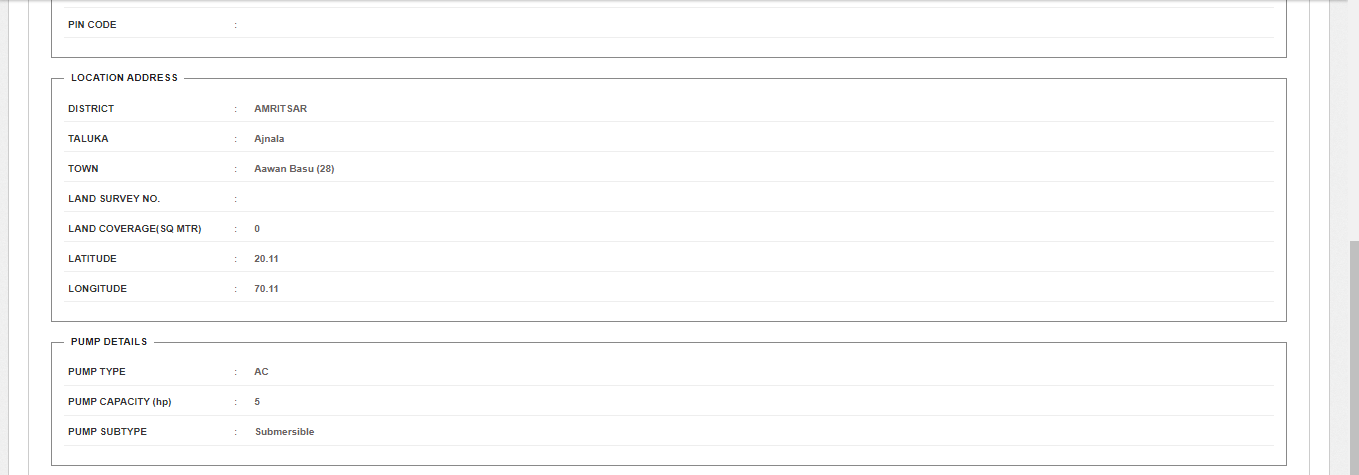 PIN CODE :
LOCATION ADDRESS
DISTRICT : AMRITSAR
TALUKA : Ajnala
TOWN : Aawan Basu (28)
LAND SURVEY NO. :
LAND COVERAGE(SQ MTR) : 0
LATITUDE : 20.11
LONGITUDE : 70.11
PUMP DETAILS
PUMP TYPE : AC
PUMP CAPACITY (hp) : 5
PUMP SUBTYPE : Submersible